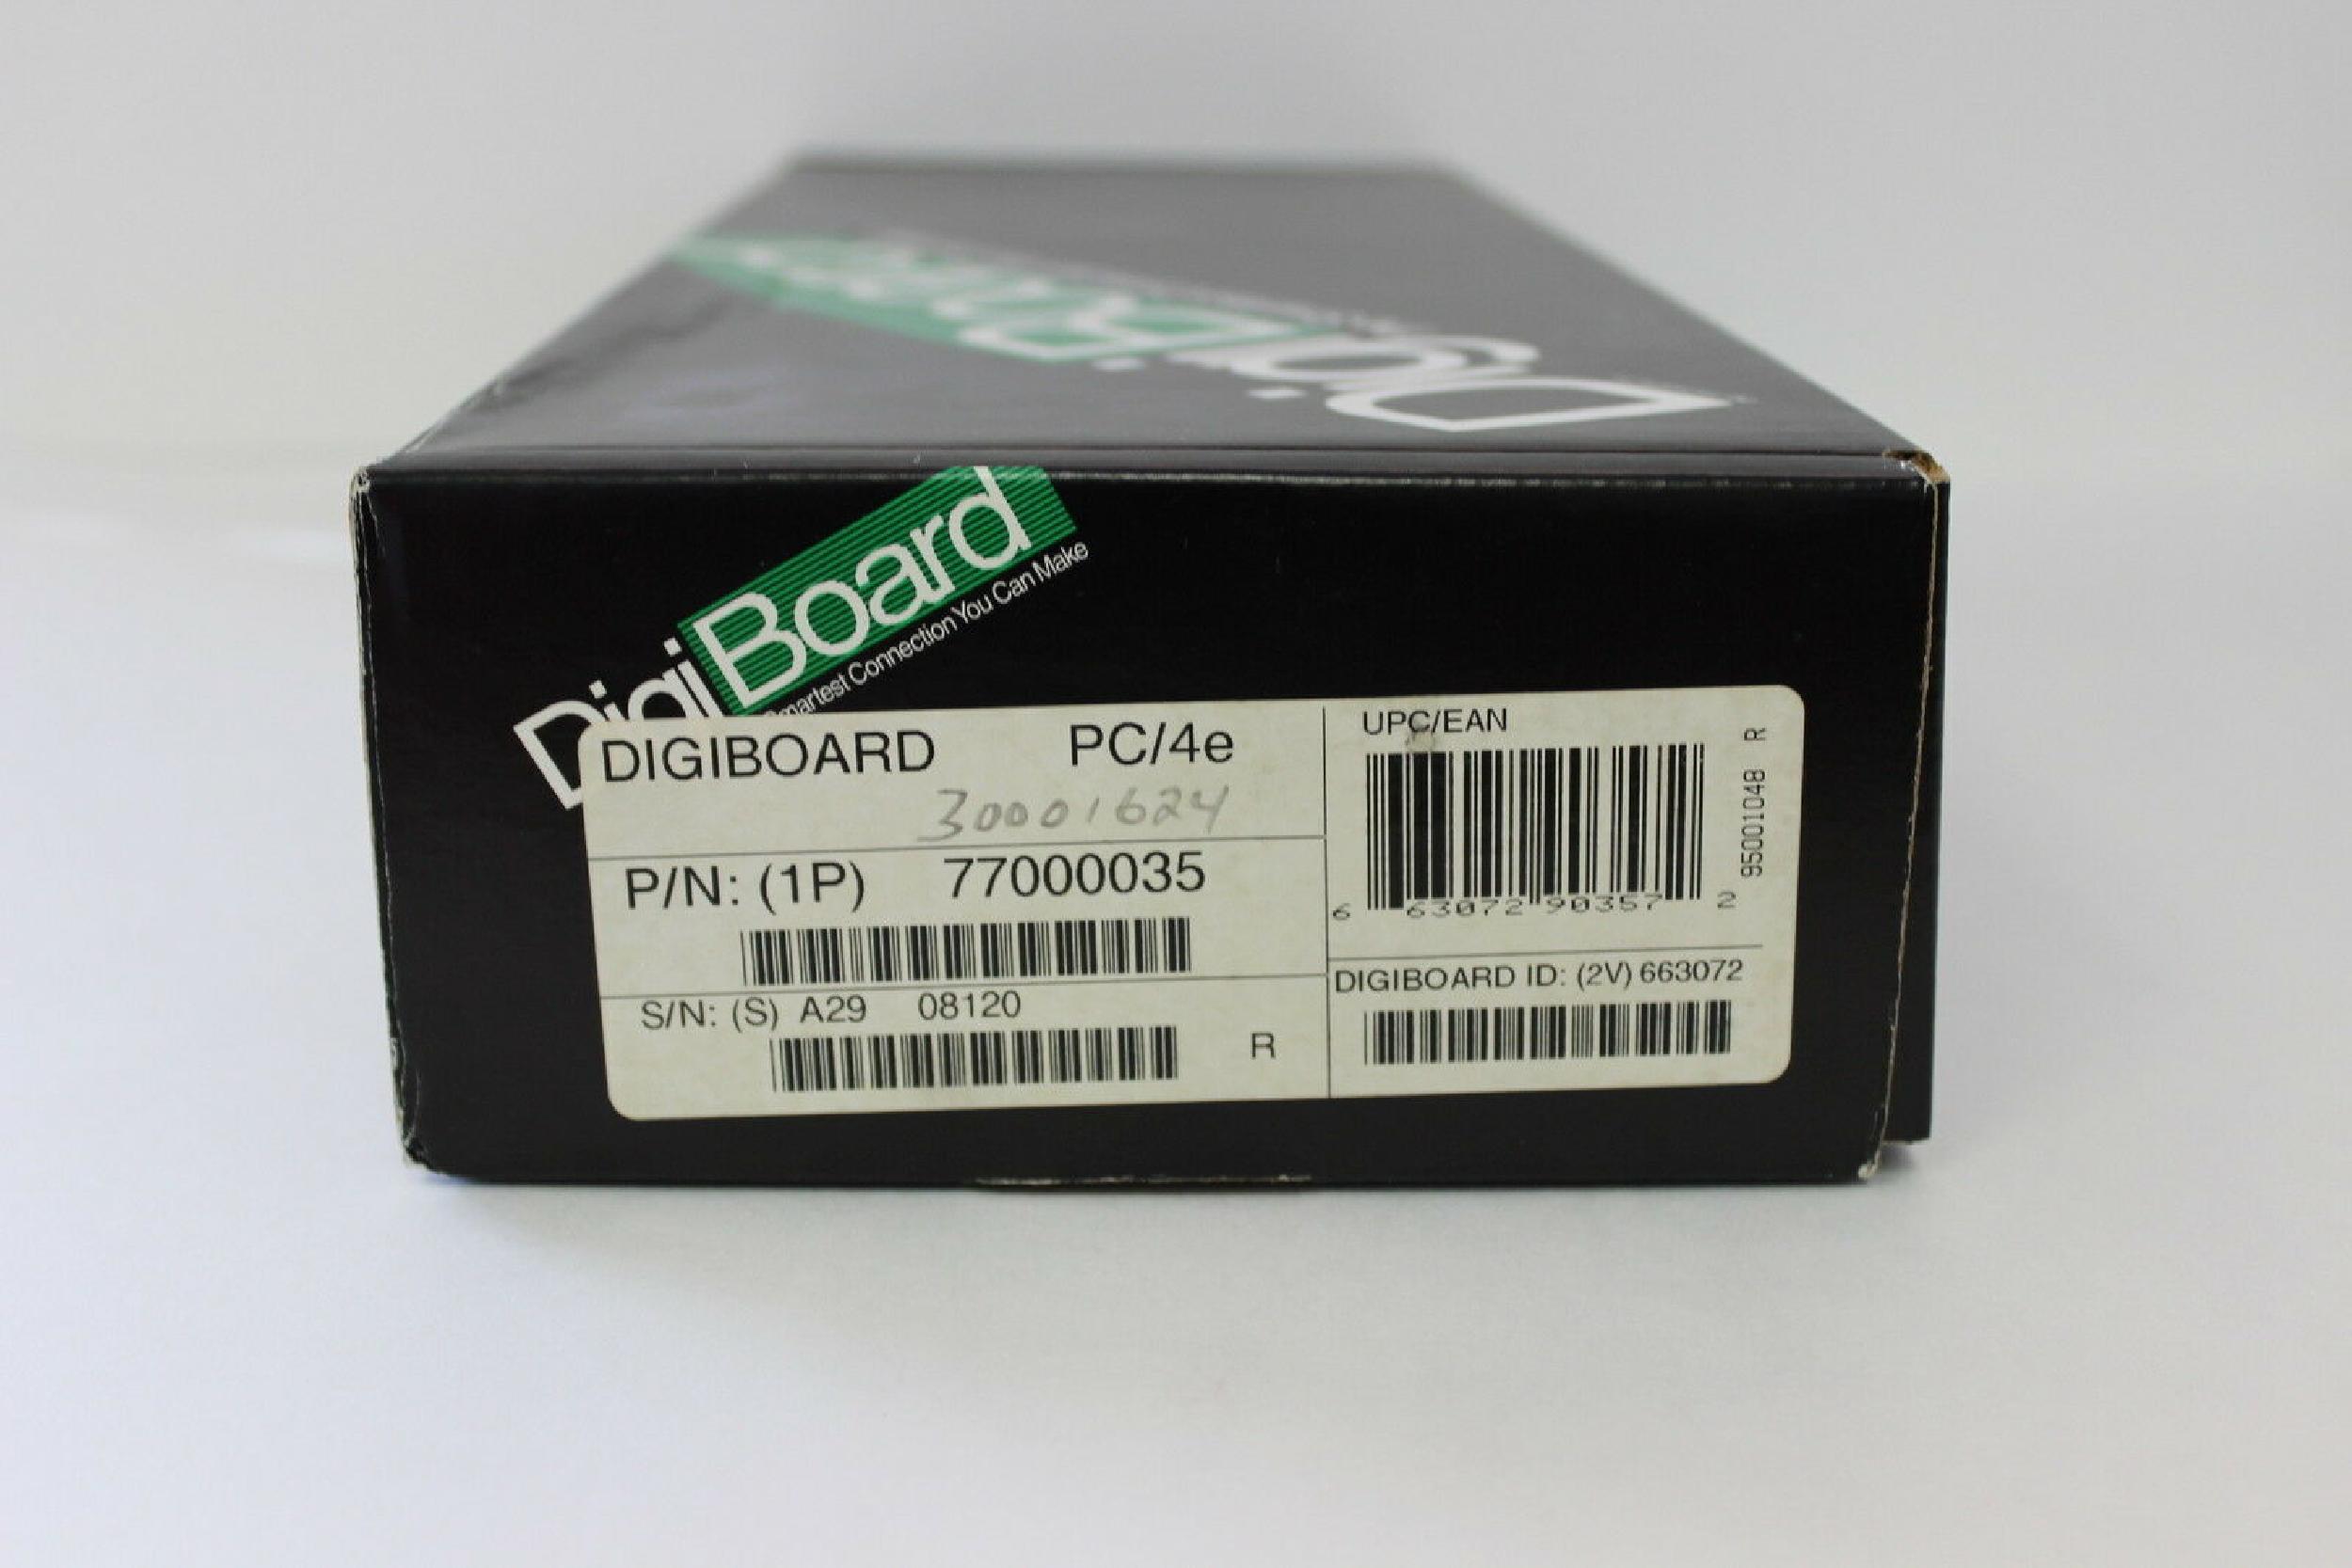 DigiBoard
DigiBoard
Smartest Connection You Can Make
DIGIBOARD PC/4e
30001624
P/N: (1P) 77000035
S/N: (S) A29 08120
R
UPC/EAN
6 63072 90357 2
95001048 R
DIGIBOARD ID: (2V) 663072